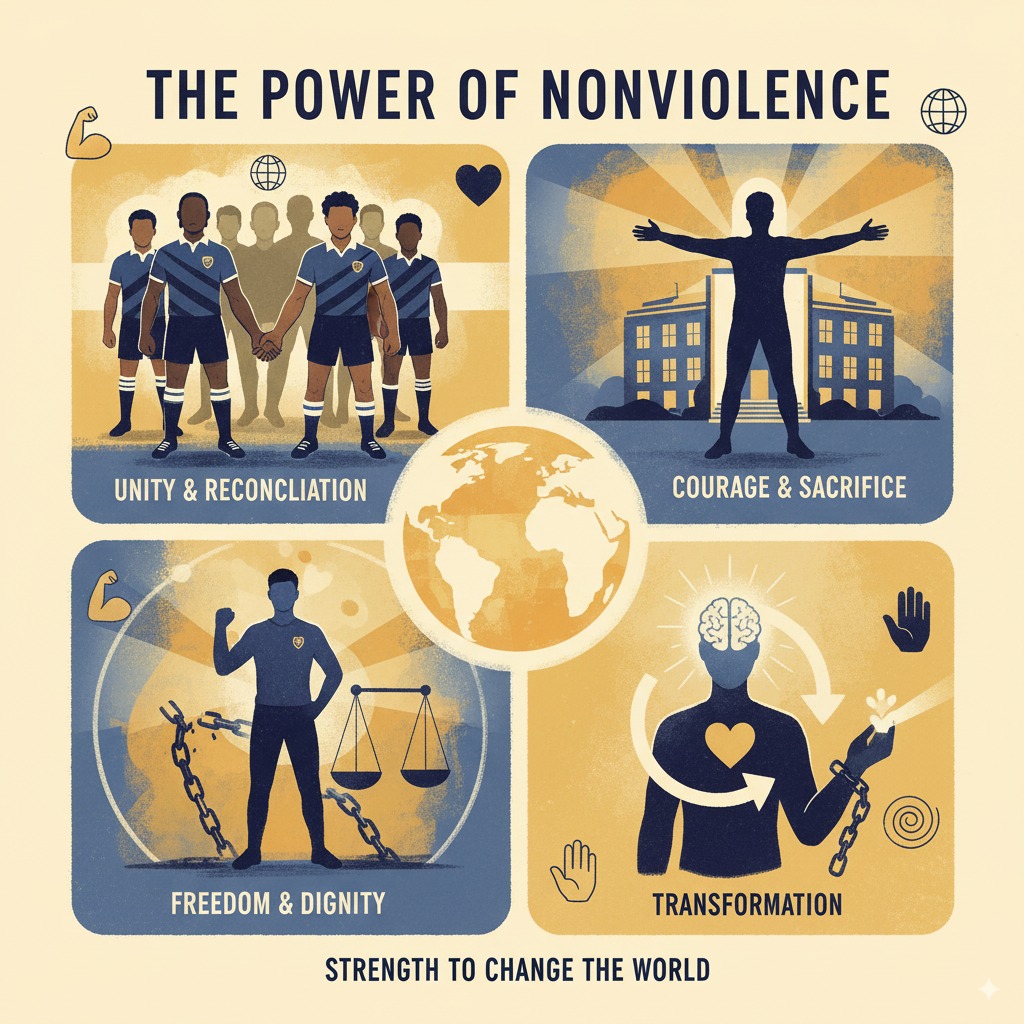 THE POWER OF NONVIOLENCE
UNITY & RECONCLIATION
COURAGE & SACRIFICE
FREEDOM & DIGNITY
TRANSFORMATION
STRENGTH TO CHANGE THE WORLD